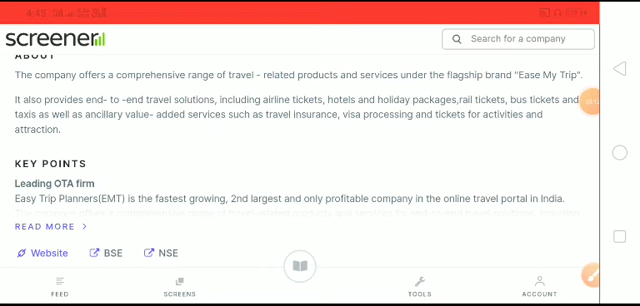 screener
Search for a company
ABOUT
The company offers a comprehensive range of travel - related products and services under the flagship brand "Ease My Trip".
It also provides end- to -end travel solutions, including airline tickets, hotels and holiday packages,rail tickets, bus tickets and
taxis as well as ancillary value- added services such as travel insurance, visa processing and tickets for activities and
attraction.
KEY POINTS
Leading OTA firm
Easy Trip Planners(EMT) is the fastest growing, 2nd largest and only profitable company in the online travel portal in India.
READ MORE
Website BSE NSE
FEED SCREENS TOOLS ACCOUNT